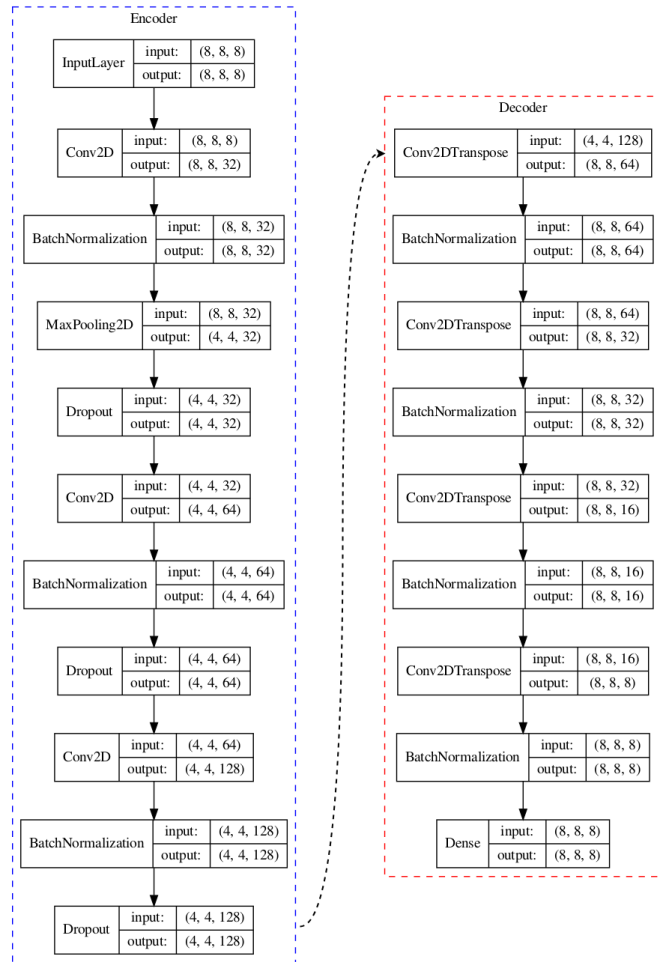 Encoder
InputLayer input: (8, 8, 8)
output: (8, 8, 8)
Conv2D input: (8, 8, 8)
output: (8, 8, 32)
BatchNormalization input: (8, 8, 32)
output: (8, 8, 32)
MaxPooling2D input: (8, 8, 32)
output: (4, 4, 32)
Dropout input: (4, 4, 32)
output: (4, 4, 32)
Conv2D input: (4, 4, 32)
output: (4, 4, 64)
BatchNormalization input: (4, 4, 64)
output: (4, 4, 64)
Dropout input: (4, 4, 64)
output: (4, 4, 64)
Conv2D input: (4, 4, 64)
output: (4, 4, 128)
BatchNormalization input: (4, 4, 128)
output: (4, 4, 128)
Dropout input: (4, 4, 128)
output: (4, 4, 128)
Decoder
Conv2DTranspose input: (4, 4, 128)
output: (8, 8, 64)
BatchNormalization input: (8, 8, 64)
output: (8, 8, 64)
Conv2DTranspose input: (8, 8, 64)
output: (8, 8, 32)
BatchNormalization input: (8, 8, 32)
output: (8, 8, 32)
Conv2DTranspose input: (8, 8, 32)
output: (8, 8, 16)
BatchNormalization input: (8, 8, 16)
output: (8, 8, 16)
Conv2DTranspose input: (8, 8, 16)
output: (8, 8, 8)
BatchNormalization input: (8, 8, 8)
output: (8, 8, 8)
Dense input: (8, 8, 8)
output: (8, 8, 8)